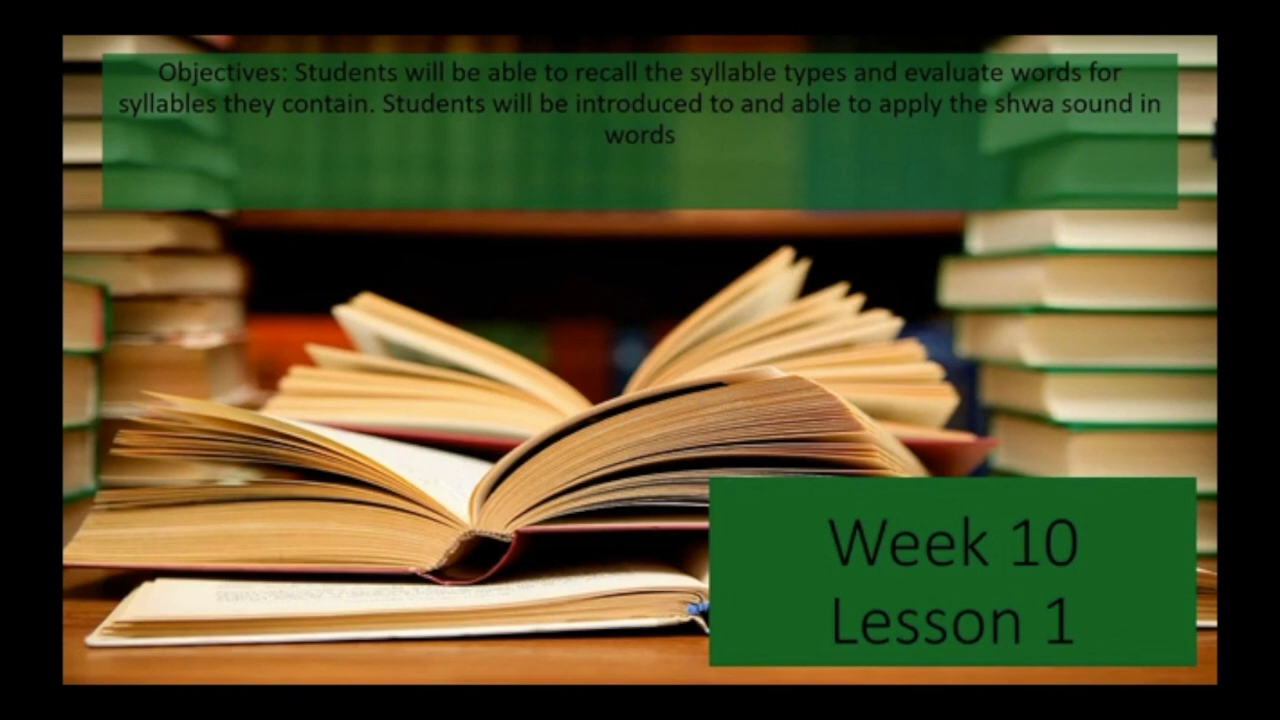 Objectives: Students will be able to recall the syllable types and evaluate words for
syllables they contain. Students will be introduced to and able to apply the shwa sound in
words
Week 10
Lesson 1